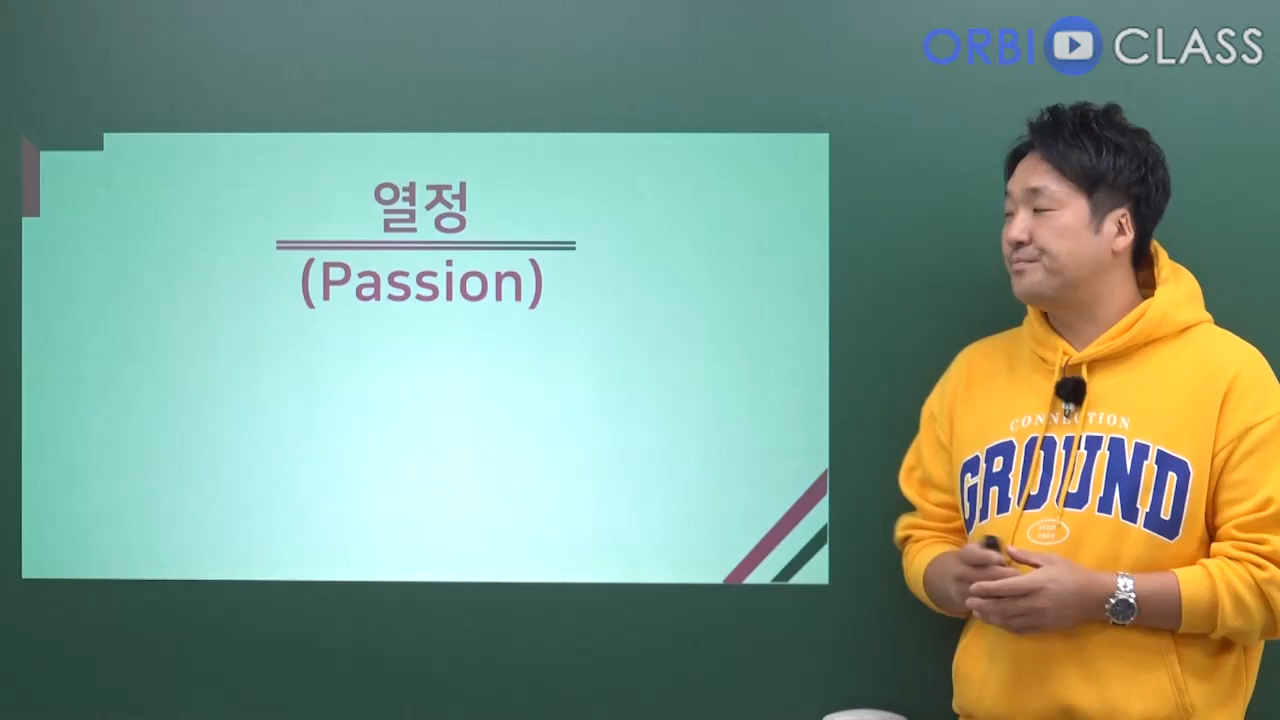 ORBI CLASS
열정
(Passion)
CONNECTION
GROUND